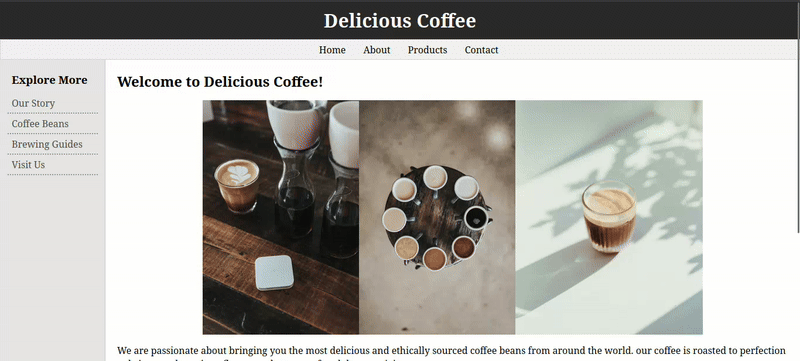 Delicious Coffee
Home About Products Contact
Explore More
Our Story
Coffee Beans
Brewing Guides
Visit Us
Welcome to Delicious Coffee!
We are passionate about bringing you the most delicious and ethically sourced coffee beans from around the world. our coffee is roasted to perfection